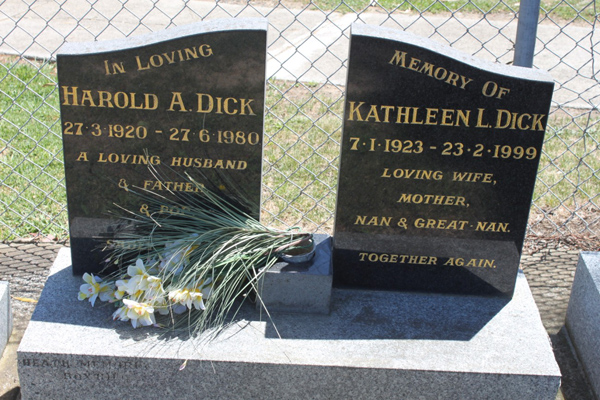 IN LOVING
HAROLD A. DICK
27·3·1920 - 27·6·1980
A LOVING HUSBAND
& FATHER
&
MEMORY OF
KATHLEEN L. DICK
7·1·1923 - 23·2·1999
LOVING WIFE,
MOTHER,
NAN & GREAT-NAN.
TOGETHER AGAIN.